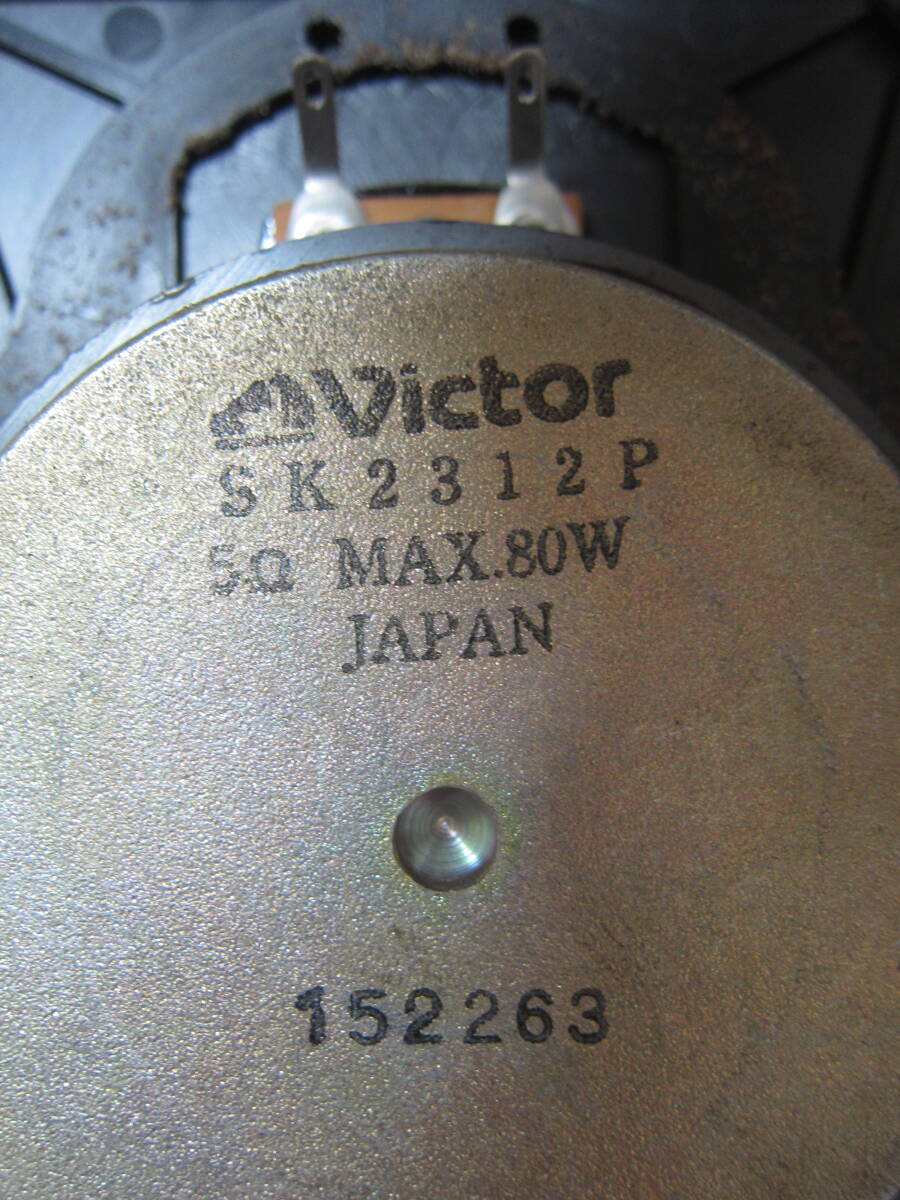 Victor
SK2312P
5Ω MAX.80W
JAPAN
152263